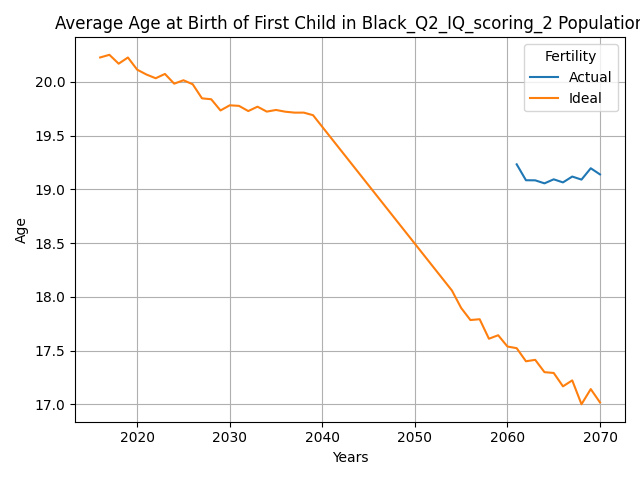 Average Age at Birth of First Child in Black_Q2_IQ_scoring_2 Population
Fertility
Actual
Ideal
20.0
19.5
19.0
18.5
18.0
17.5
17.0
Age
2020 2030 2040 2050 2060 2070
Years